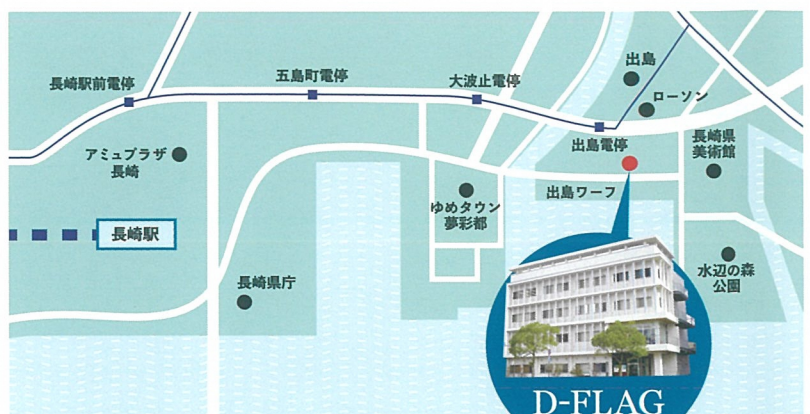 長崎駅前電停
五島町電停
大波止電停
出島
ローソン
出島電停
長崎県
美術館
アミュプラザ
長崎
出島ワーフ
ゆめタウン
夢彩都
長崎駅
長崎県庁
水辺の森
公園
D-FLAG